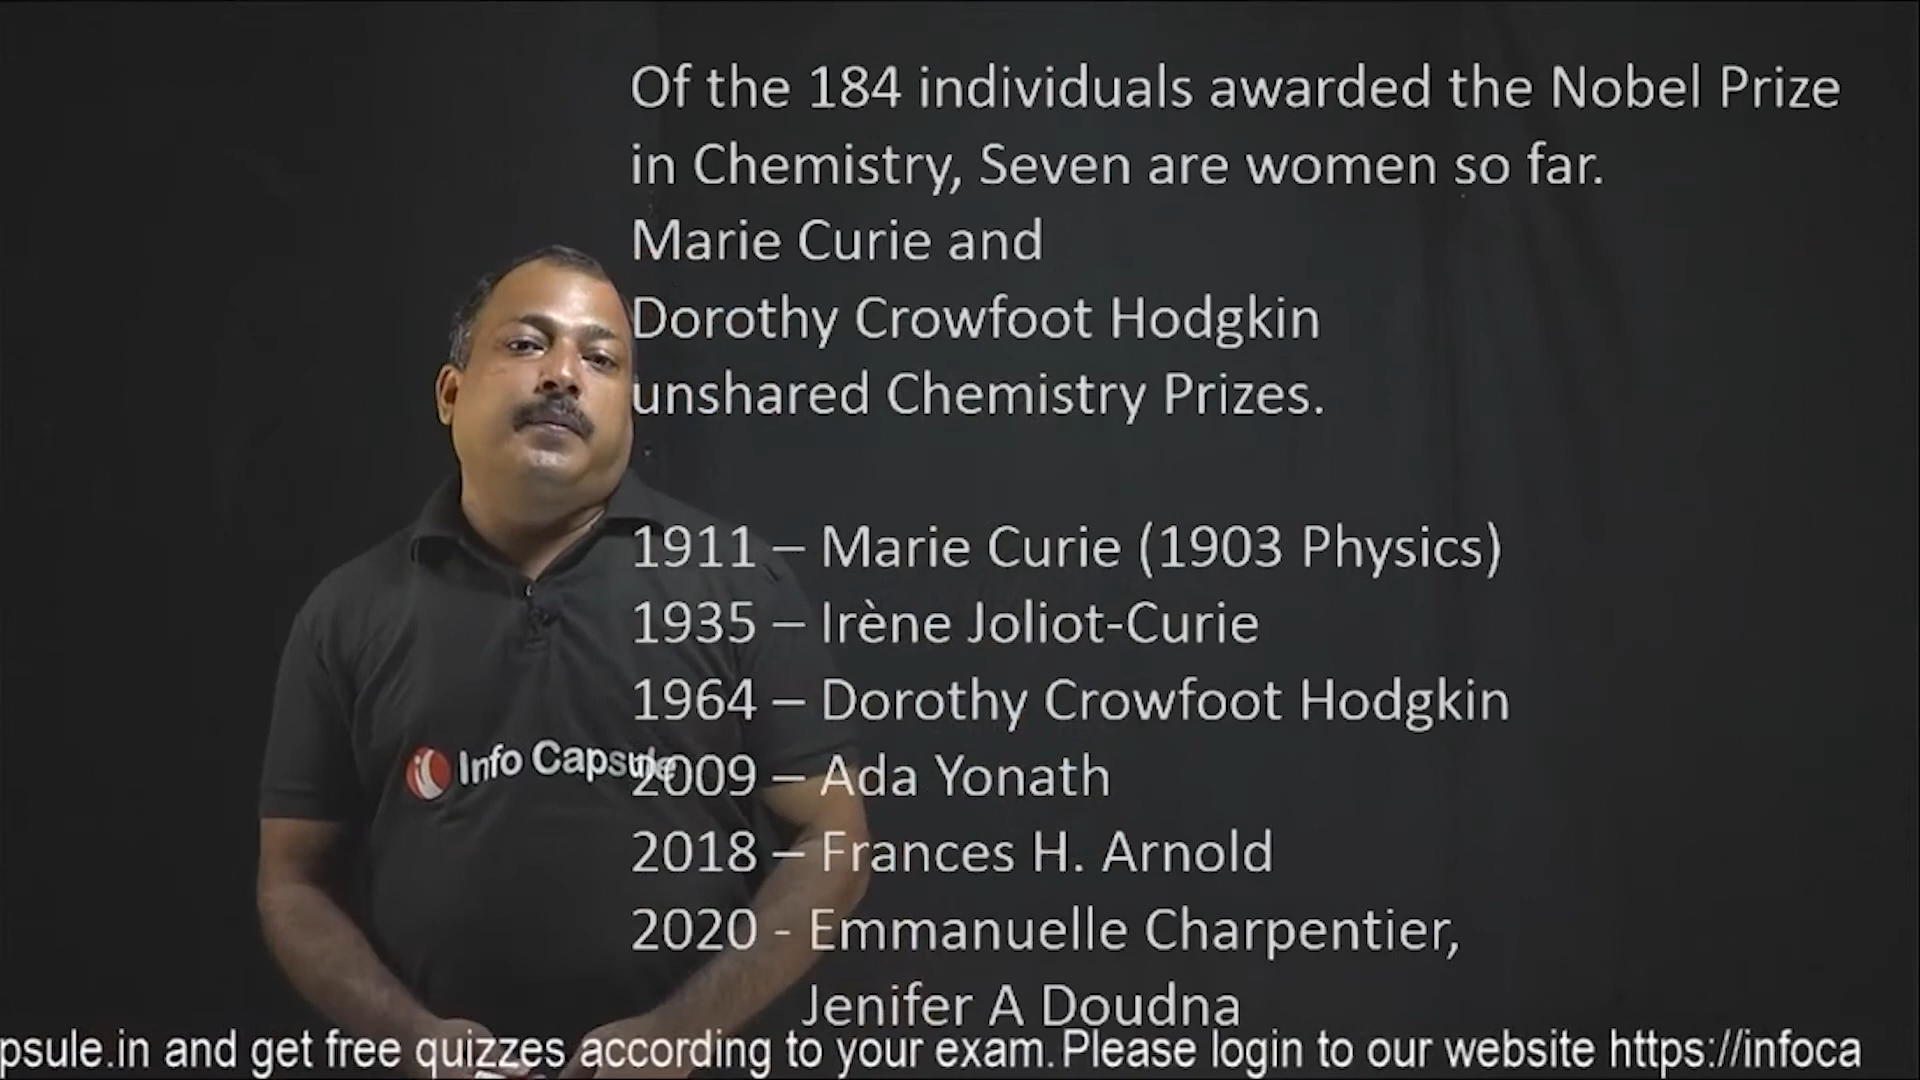 Of the 184 individuals awarded the Nobel Prize
in Chemistry, Seven are women so far.
Marie Curie and
Dorothy Crowfoot Hodgkin
unshared Chemistry Prizes.
1911 – Marie Curie (1903 Physics)
1935 – Irène Joliot-Curie
1964 – Dorothy Crowfoot Hodgkin
Info Capsule
2009 – Ada Yonath
2018 – Frances H. Arnold
2020 - Emmanuelle Charpentier,
Jenifer A Doudna
psule.in and get free quizzes according to your exam. Please login to our website https://infoca